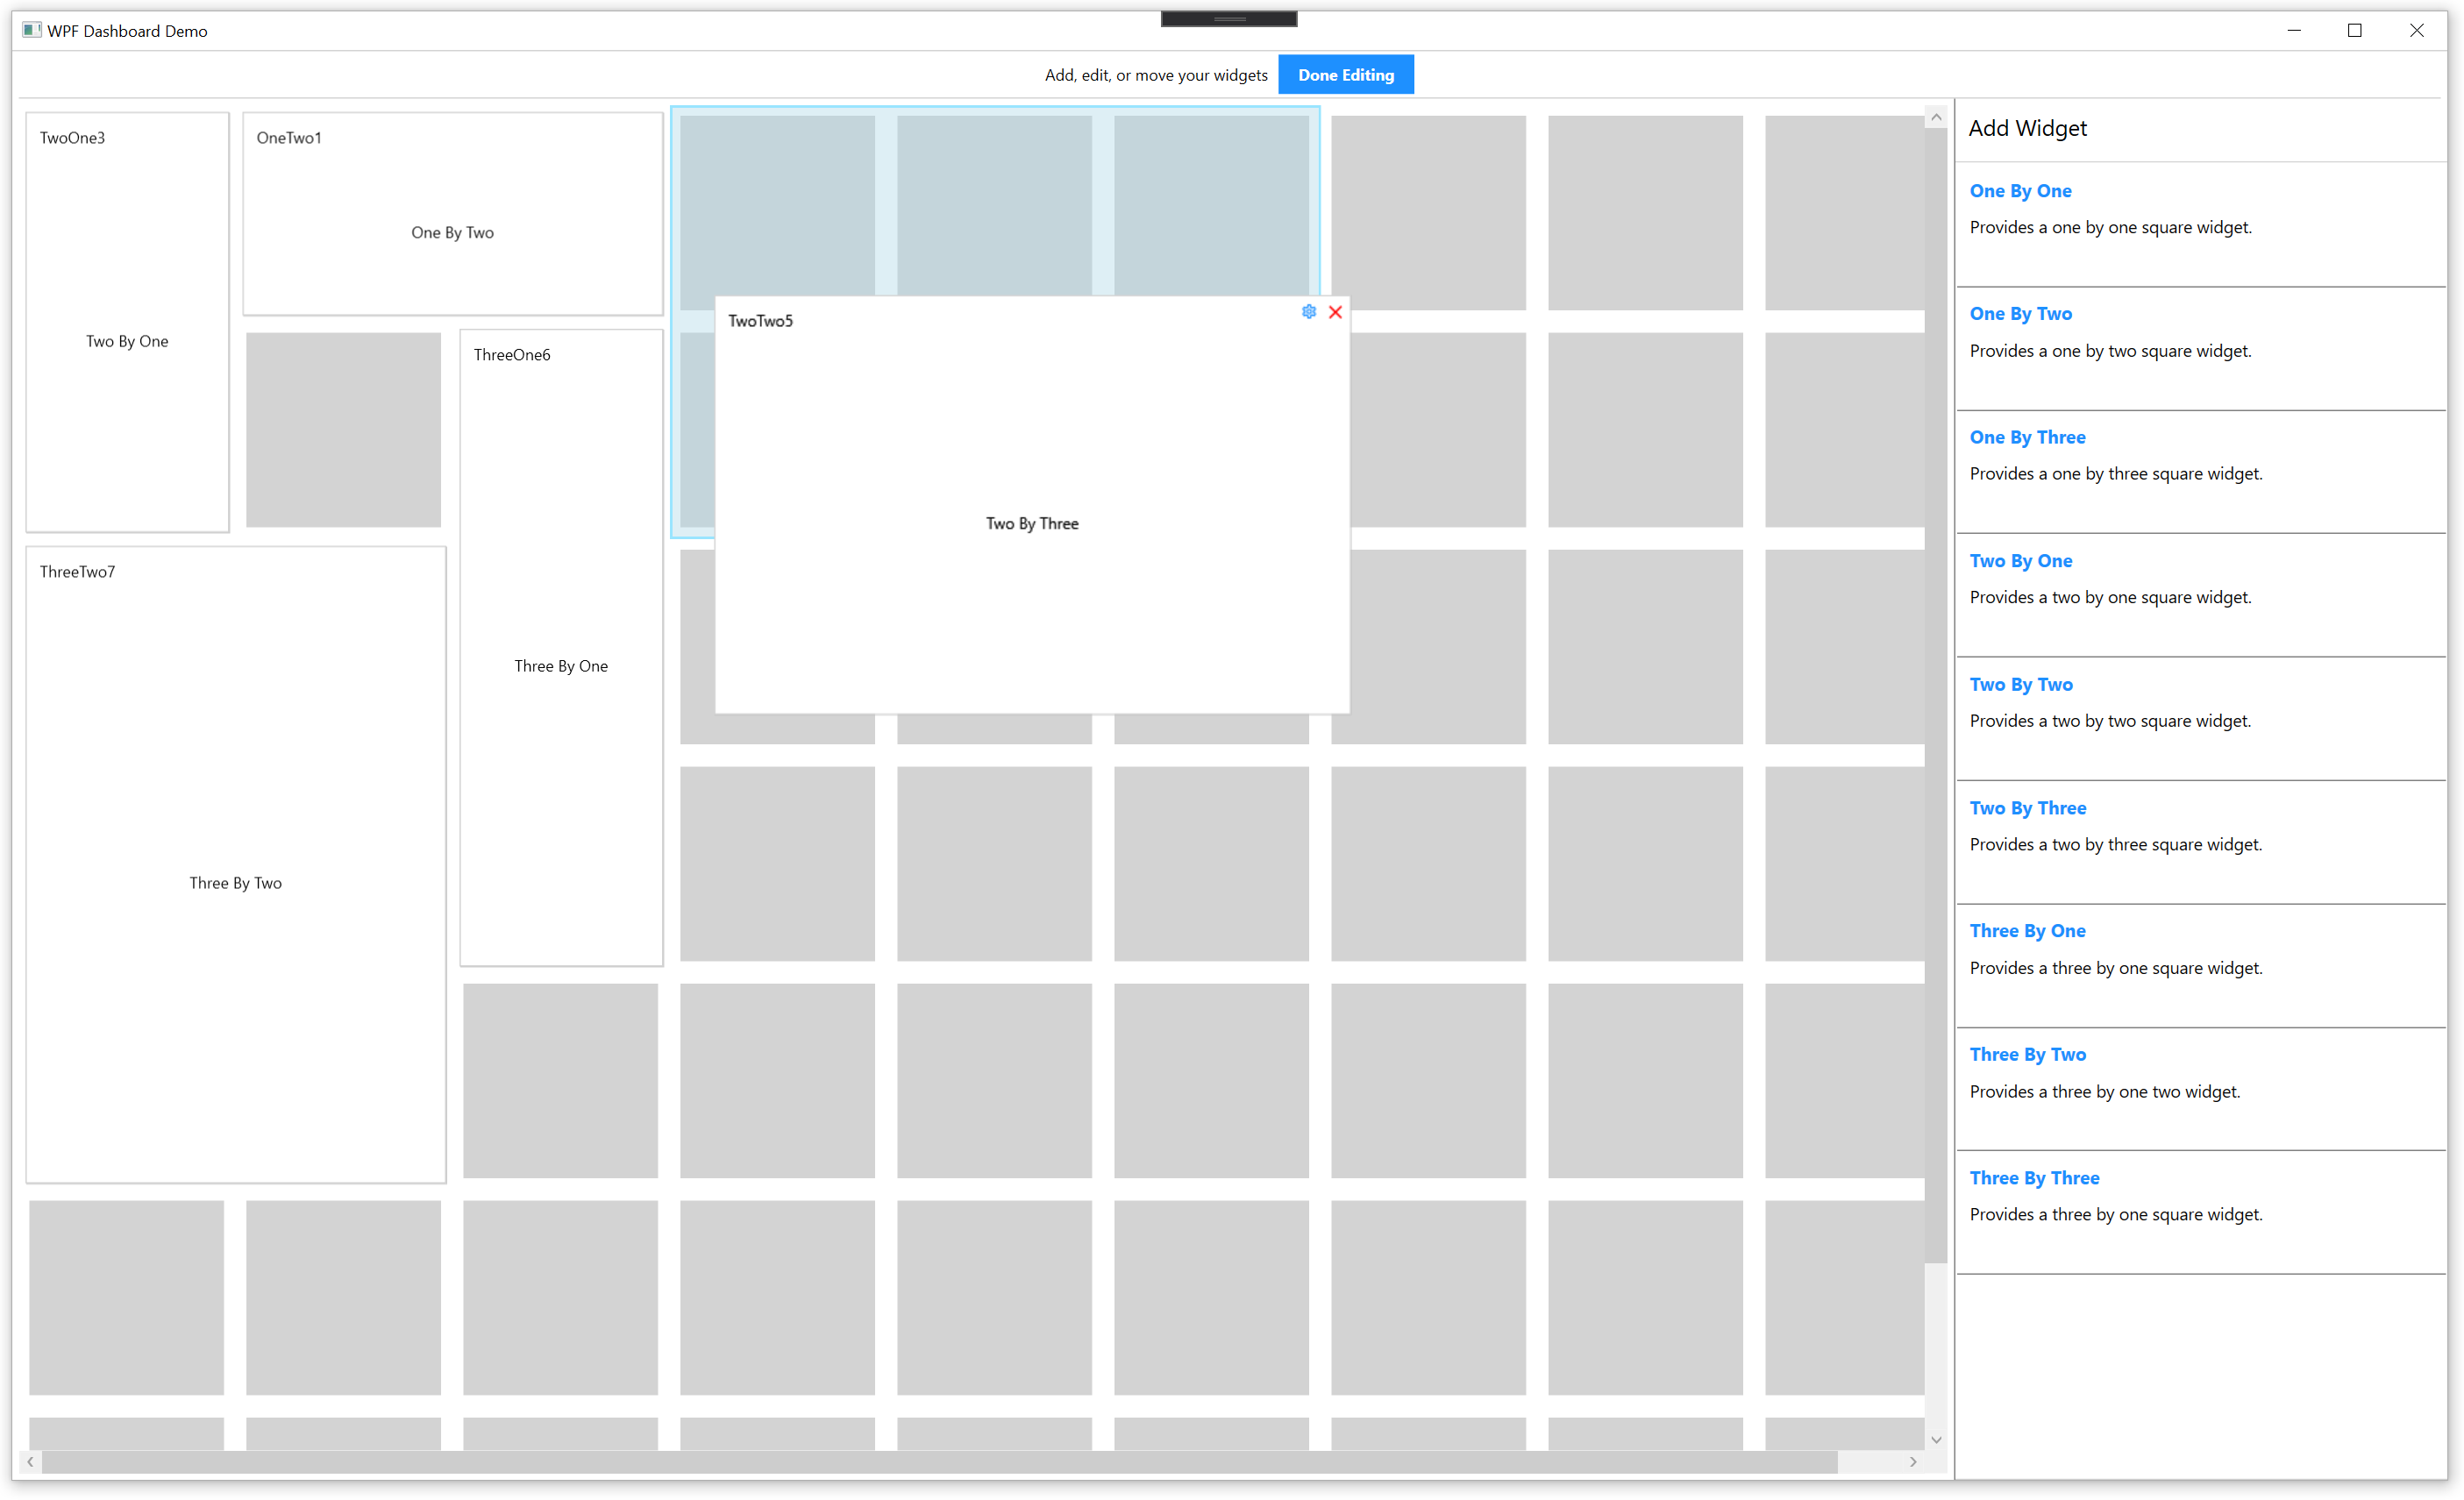 WPF Dashboard Demo
Add, edit, or move your widgets
Done Editing
TwoOne3
Two By One
OneTwo1
One By Two
ThreeOne6
Three By One
TwoTwo5
Two By Three
ThreeTwo7
Three By Two
Add Widget
One By One
Provides a one by one square widget.
One By Two
Provides a one by two square widget.
One By Three
Provides a one by three square widget.
Two By One
Provides a two by one square widget.
Two By Two
Provides a two by two square widget.
Two By Three
Provides a two by three square widget.
Three By One
Provides a three by one square widget.
Three By Two
Provides a three by one two widget.
Three By Three
Provides a three by one square widget.